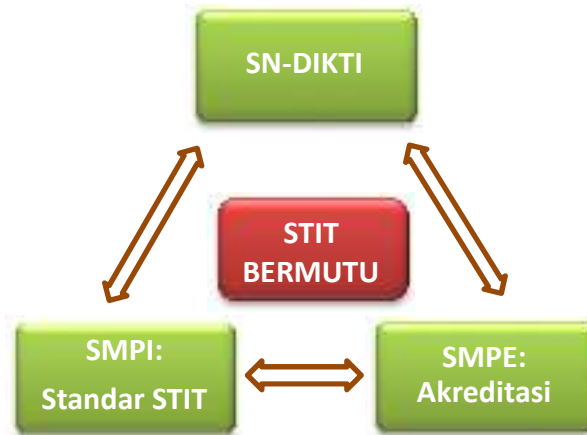 SN-DIKTI
STIT
BERMUTU
SMPI:
Standar STIT
SMPE:
Akreditasi